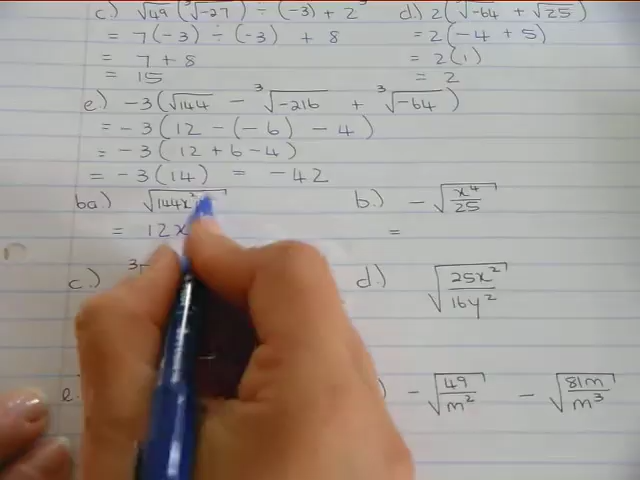 c.) √49 (∛-27) ÷ (-3) + 2³ d.) 2(∛-64 + √25)
= 7(-3) ÷ (-3) + 8 = 2(-4 + 5)
= 7 + 8 = 2(1)
= 15 = 2
e.) -3(√144 - ∛-216 + ∛-64)
= -3(12 - (-6) - 4)
= -3(12 + 6 - 4)
= -3(14) = -42
6a.) √144x² b.) -√x⁴/25
= 12x =
c.) d.) √25x²/16y²
e. ) -√49/m² - √81m/m³